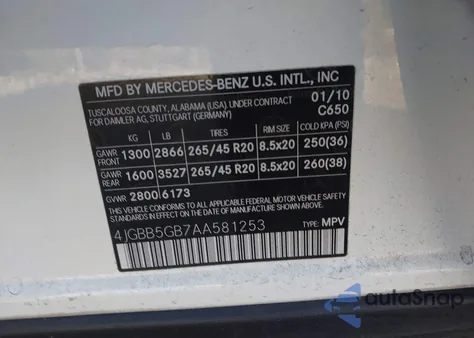 MFD BY MERCEDES-BENZ U.S. INTL., INC
TUSCALOOSA COUNTY, ALABAMA (USA), UNDER CONTRACT 01/10
FOR DAIMLER AG, STUTTGART (GERMANY) C650
KG LB TIRES RIM SIZE COLD KPA (PSI)
GAWR FRONT 1300 2866 265/45 R20 8.5x20 250(36)
GAWR REAR 1600 3527 265/45 R20 8.5x20 260(38)
GVWR 2800 6173
THIS VEHICLE CONFORMS TO ALL APPLICABLE FEDERAL MOTOR VEHICLE SAFETY
STANDARDS IN EFFECT ON THE DATE OF MANUFACTURE SHOWN ABOVE.
4JGBB5GB7AA581253
TYPE: MPV
autoSnap